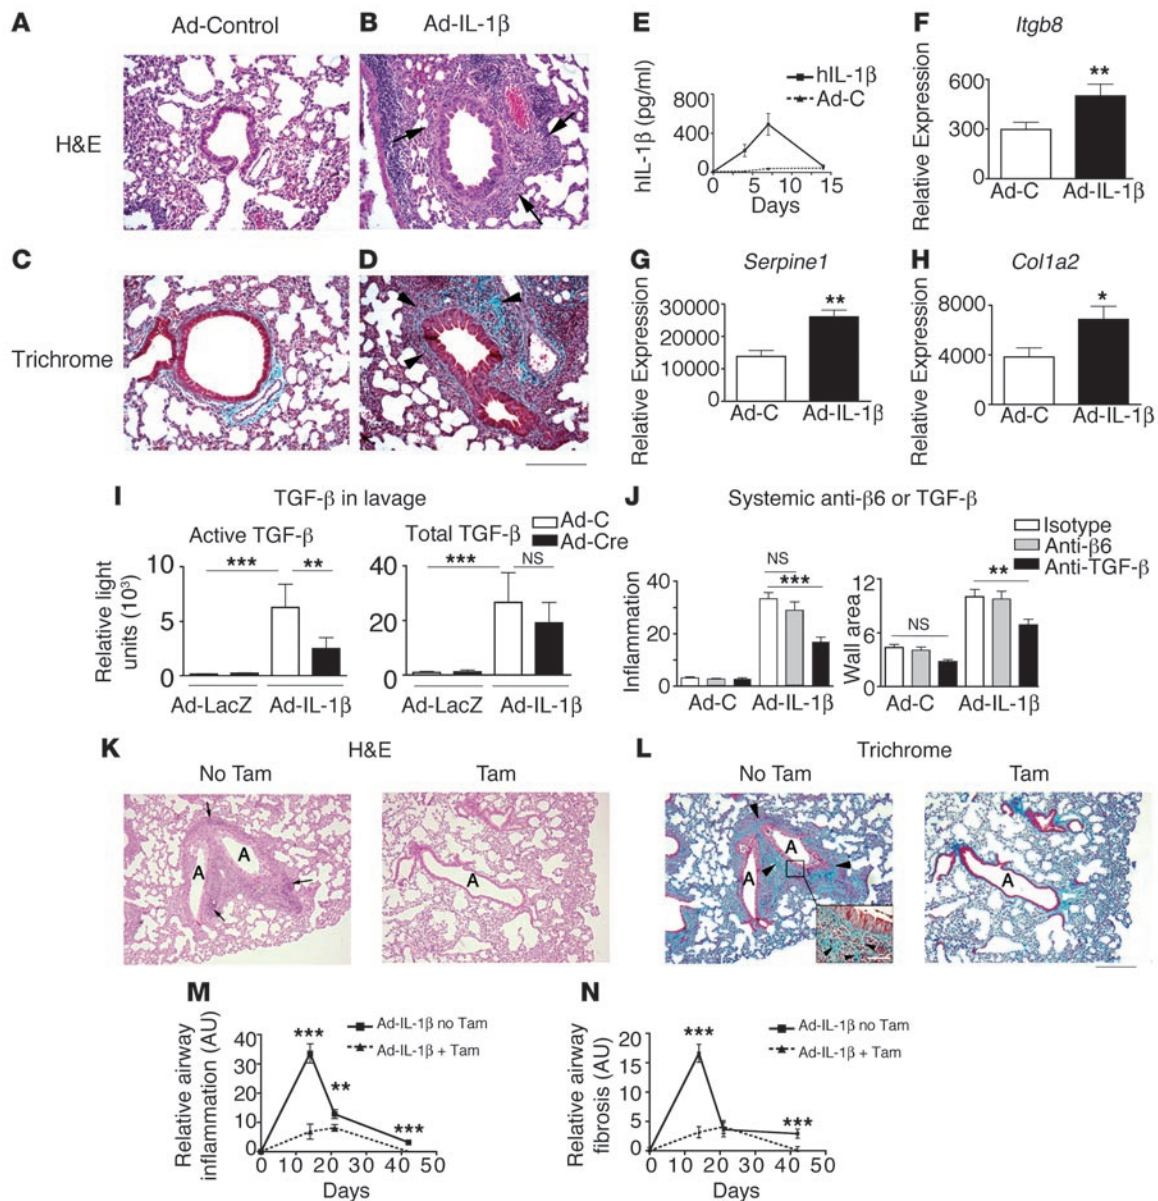 A Ad-Control
B Ad-IL-1β
H&E
C
D
Trichrome
E
hIL-1β
Ad-C
hIL-1β (pg/ml)
800
400
0
0 5 10 15
Days
F Itgb8
Relative Expression
600
300
0
**
Ad-C Ad-IL-1β
G Serpine1
Relative Expression
30000
20000
10000
0
**
Ad-C Ad-IL-1β
H Col1a2
Relative Expression
8000
4000
0
*
Ad-C Ad-IL-1β
I TGF-β in lavage
Active TGF-β
Total TGF-β
Ad-C
Ad-Cre
Relative light
units (10³)
10
5
0
*** **
Ad-LacZ Ad-IL-1β
40
20
0
*** NS
Ad-LacZ Ad-IL-1β
J Systemic anti-β6 or TGF-β
Isotype
Anti-β6
Anti-TGF-β
Inflammation
40
20
0
NS
***
Ad-C Ad-IL-1β
Wall area
12
8
4
0
NS
**
Ad-C Ad-IL-1β
K H&E
No Tam Tam
A A
A
L Trichrome
No Tam Tam
A A
A
M
Ad-IL-1β no Tam
Ad-IL-1β + Tam
Relative airway
inflammation (AU)
40
30
20
10
0
***
**
***
0 10 20 30 40 50
Days
N
Ad-IL-1β no Tam
Ad-IL-1β + Tam
Relative airway
fibrosis (AU)
20
15
10
5
0
***
***
0 10 20 30 40 50
Days